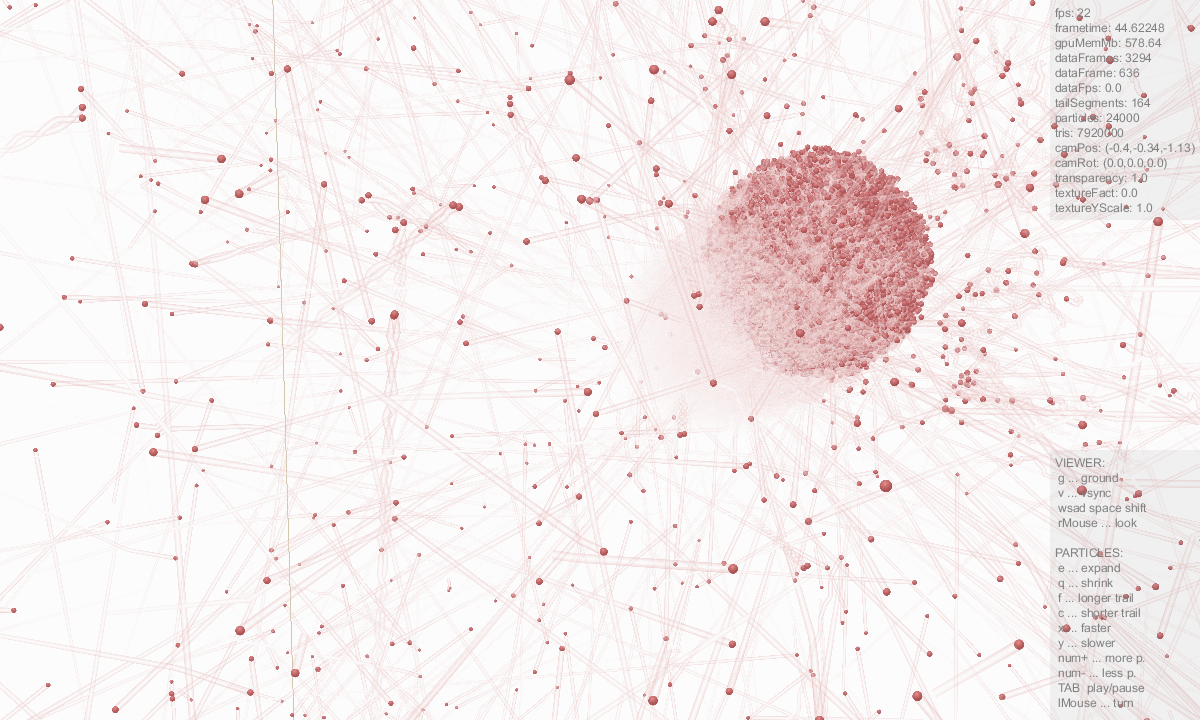 fps: 22
frametime: 44.62248
gpuMemMb: 578.64
dataFrames: 3294
dataFrame: 636
dataFps: 0.0
tailSegments: 164
particles: 24000
tris: 7920000
camPos: (-0.4,-0.34,-1.13)
camRot: (0.0,0.0,0.0)
transparency: 1.0
textureFact: 0.0
textureYScale: 1.0
VIEWER:
g ... ground
v ... vsync
wsad space shift
rMouse ... look
PARTICLES:
e ... expand
q ... shrink
f ... longer trail
c ... shorter trail
x ... faster
y ... slower
num+ ... more p.
num- ... less p.
TAB play/pause
lMouse ... turn